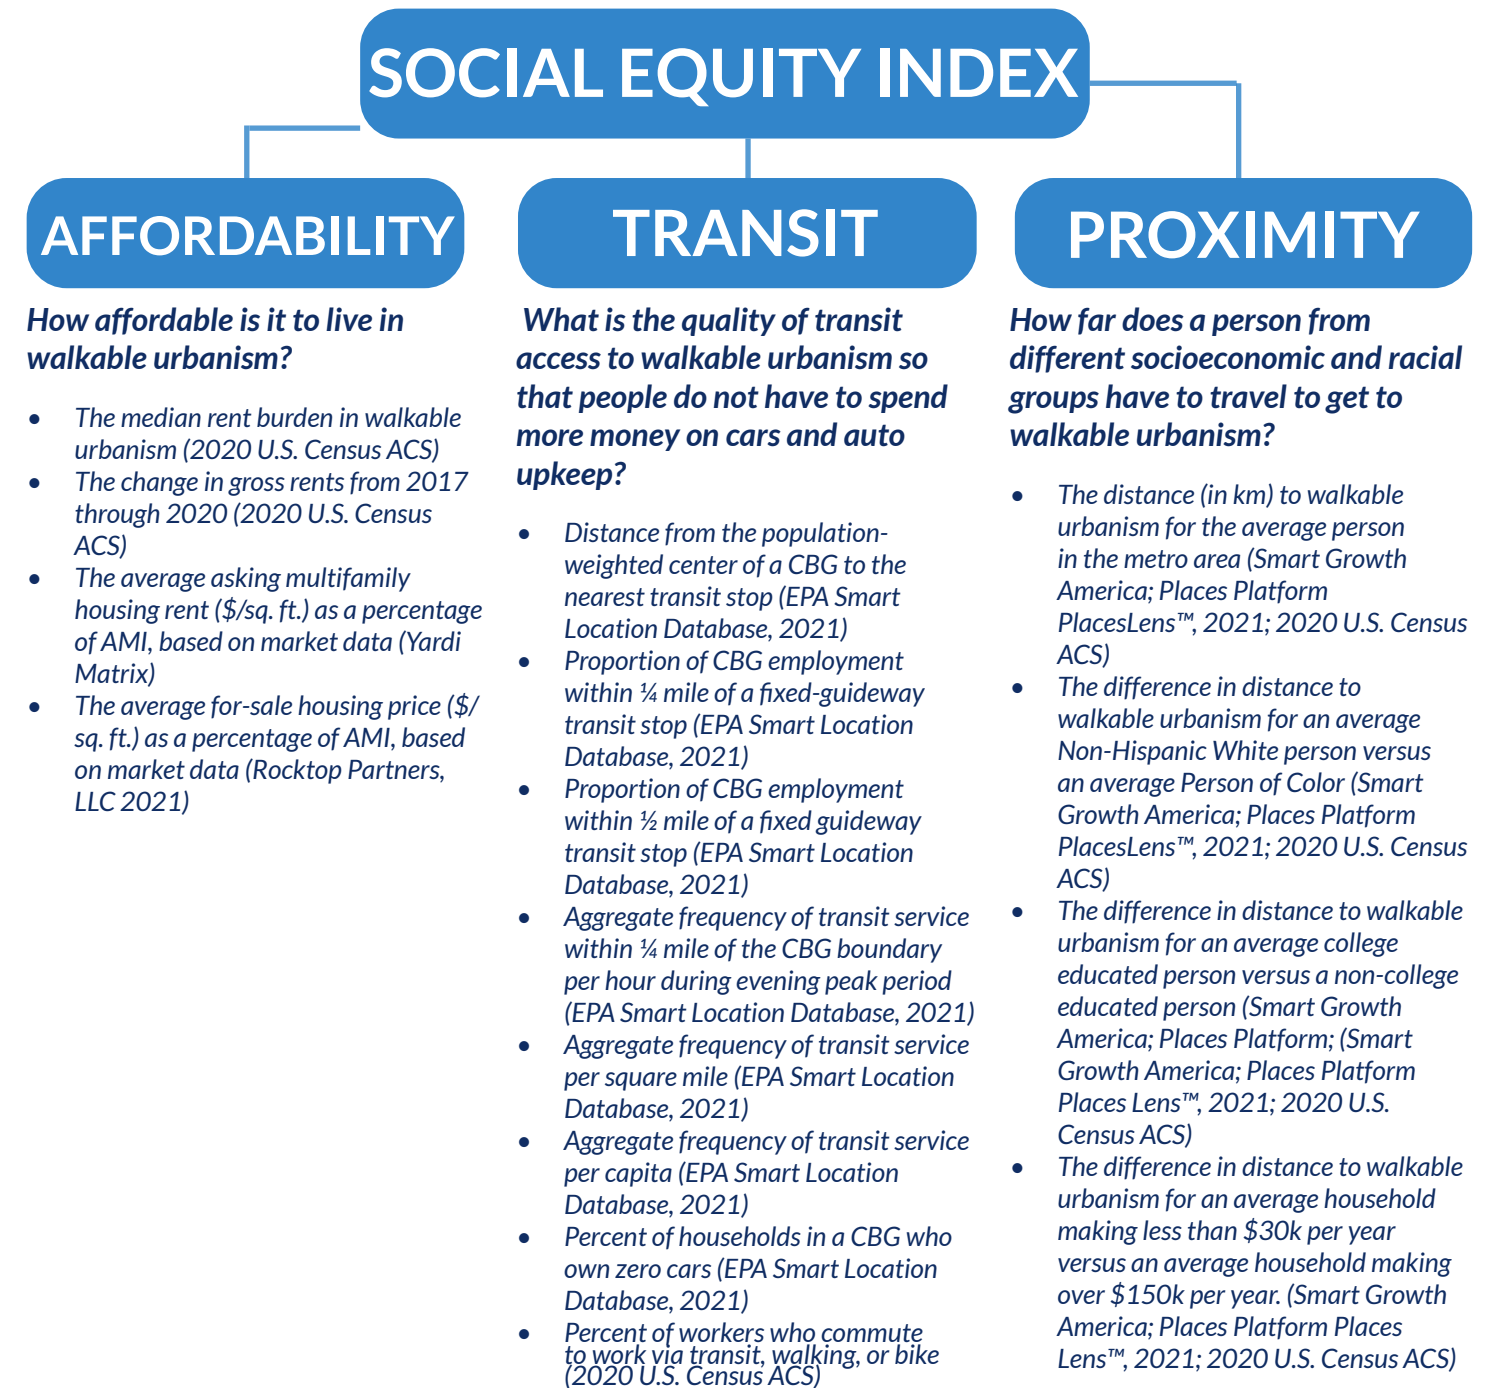 SOCIAL EQUITY INDEX
AFFORDABILITY
How affordable is it to live in
walkable urbanism?
• The median rent burden in walkable
urbanism (2020 U.S. Census ACS)
• The change in gross rents from 2017
through 2020 (2020 U.S. Census
ACS)
• The average asking multifamily
housing rent ($/sq. ft.) as a percentage
of AMI, based on market data (Yardi
Matrix)
• The average for-sale housing price ($/
sq. ft.) as a percentage of AMI, based
on market data (Rocktop Partners,
LLC 2021)
TRANSIT
What is the quality of transit
access to walkable urbanism so
that people do not have to spend
more money on cars and auto
upkeep?
• Distance from the population-
weighted center of a CBG to the
nearest transit stop (EPA Smart
Location Database, 2021)
• Proportion of CBG employment
within ¼ mile of a fixed-guideway
transit stop (EPA Smart Location
Database, 2021)
• Proportion of CBG employment
within ½ mile of a fixed guideway
transit stop (EPA Smart Location
Database, 2021)
• Aggregate frequency of transit service
within ¼ mile of the CBG boundary
per hour during evening peak period
(EPA Smart Location Database, 2021)
• Aggregate frequency of transit service
per square mile (EPA Smart Location
Database, 2021)
• Aggregate frequency of transit service
per capita (EPA Smart Location
Database, 2021)
• Percent of households in a CBG who
own zero cars (EPA Smart Location
Database, 2021)
• Percent of workers who commute
to work via transit, walking, or bike
(2020 U.S. Census ACS)
PROXIMITY
How far does a person from
different socioeconomic and racial
groups have to travel to get to
walkable urbanism?
• The distance (in km) to walkable
urbanism for the average person
in the metro area (Smart Growth
America; Places Platform
PlacesLens™, 2021; 2020 U.S. Census
ACS)
• The difference in distance to
walkable urbanism for an average
Non-Hispanic White person versus
an average Person of Color (Smart
Growth America; Places Platform
PlacesLens™, 2021; 2020 U.S. Census
ACS)
• The difference in distance to walkable
urbanism for an average college
educated person versus a non-college
educated person (Smart Growth
America; Places Platform; (Smart
Growth America; Places Platform
Places Lens™, 2021; 2020 U.S.
Census ACS)
• The difference in distance to walkable
urbanism for an average household
making less than $30k per year
versus an average household making
over $150k per year. (Smart Growth
America; Places Platform Places
Lens™, 2021; 2020 U.S. Census ACS)